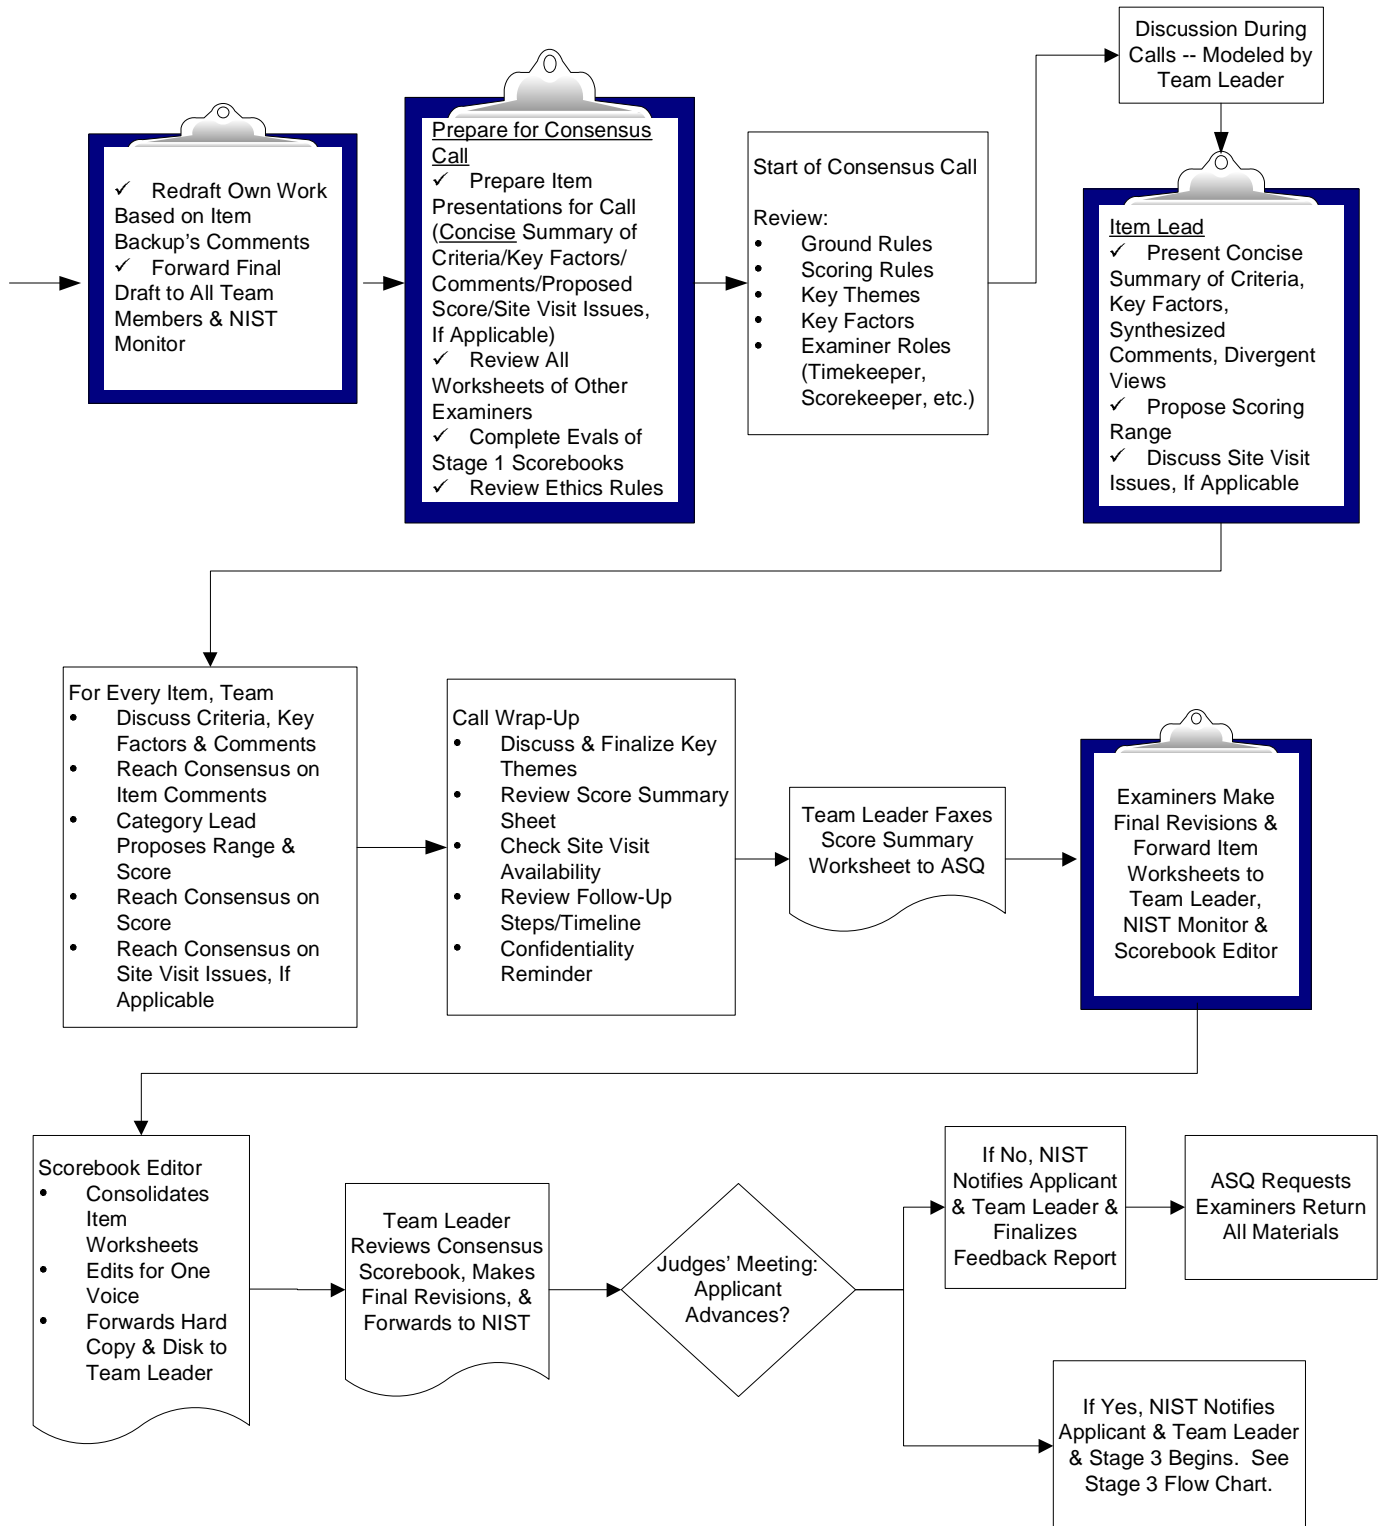 ✓ Redraft Own Work
Based on Item
Backup's Comments
✓ Forward Final
Draft to All Team
Members & NIST
Monitor
Prepare for Consensus
Call
✓ Prepare Item
Presentations for Call
(Concise Summary of
Criteria/Key Factors/
Comments/Proposed
Score/Site Visit Issues,
If Applicable)
✓ Review All
Worksheets of Other
Examiners
✓ Complete Evals of
Stage 1 Scorebooks
✓ Review Ethics Rules
Start of Consensus Call
Review:
• Ground Rules
• Scoring Rules
• Key Themes
• Key Factors
• Examiner Roles
(Timekeeper,
Scorekeeper, etc.)
Discussion During
Calls -- Modeled by
Team Leader
Item Lead
✓ Present Concise
Summary of Criteria,
Key Factors,
Synthesized
Comments, Divergent
Views
✓ Propose Scoring
Range
✓ Discuss Site Visit
Issues, If Applicable
For Every Item, Team
• Discuss Criteria, Key
Factors & Comments
• Reach Consensus on
Item Comments
• Category Lead
Proposes Range &
Score
• Reach Consensus on
Score
• Reach Consensus on
Site Visit Issues, If
Applicable
Call Wrap-Up
• Discuss & Finalize Key
Themes
• Review Score Summary
Sheet
• Check Site Visit
Availability
• Review Follow-Up
Steps/Timeline
• Confidentiality
Reminder
Team Leader Faxes
Score Summary
Worksheet to ASQ
Examiners Make
Final Revisions &
Forward Item
Worksheets to
Team Leader,
NIST Monitor &
Scorebook Editor
Scorebook Editor
• Consolidates
Item
Worksheets
• Edits for One
Voice
• Forwards Hard
Copy & Disk to
Team Leader
Team Leader
Reviews Consensus
Scorebook, Makes
Final Revisions, &
Forwards to NIST
Judges' Meeting:
Applicant
Advances?
If No, NIST
Notifies Applicant
& Team Leader &
Finalizes
Feedback Report
ASQ Requests
Examiners Return
All Materials
If Yes, NIST Notifies
Applicant & Team Leader
& Stage 3 Begins. See
Stage 3 Flow Chart.